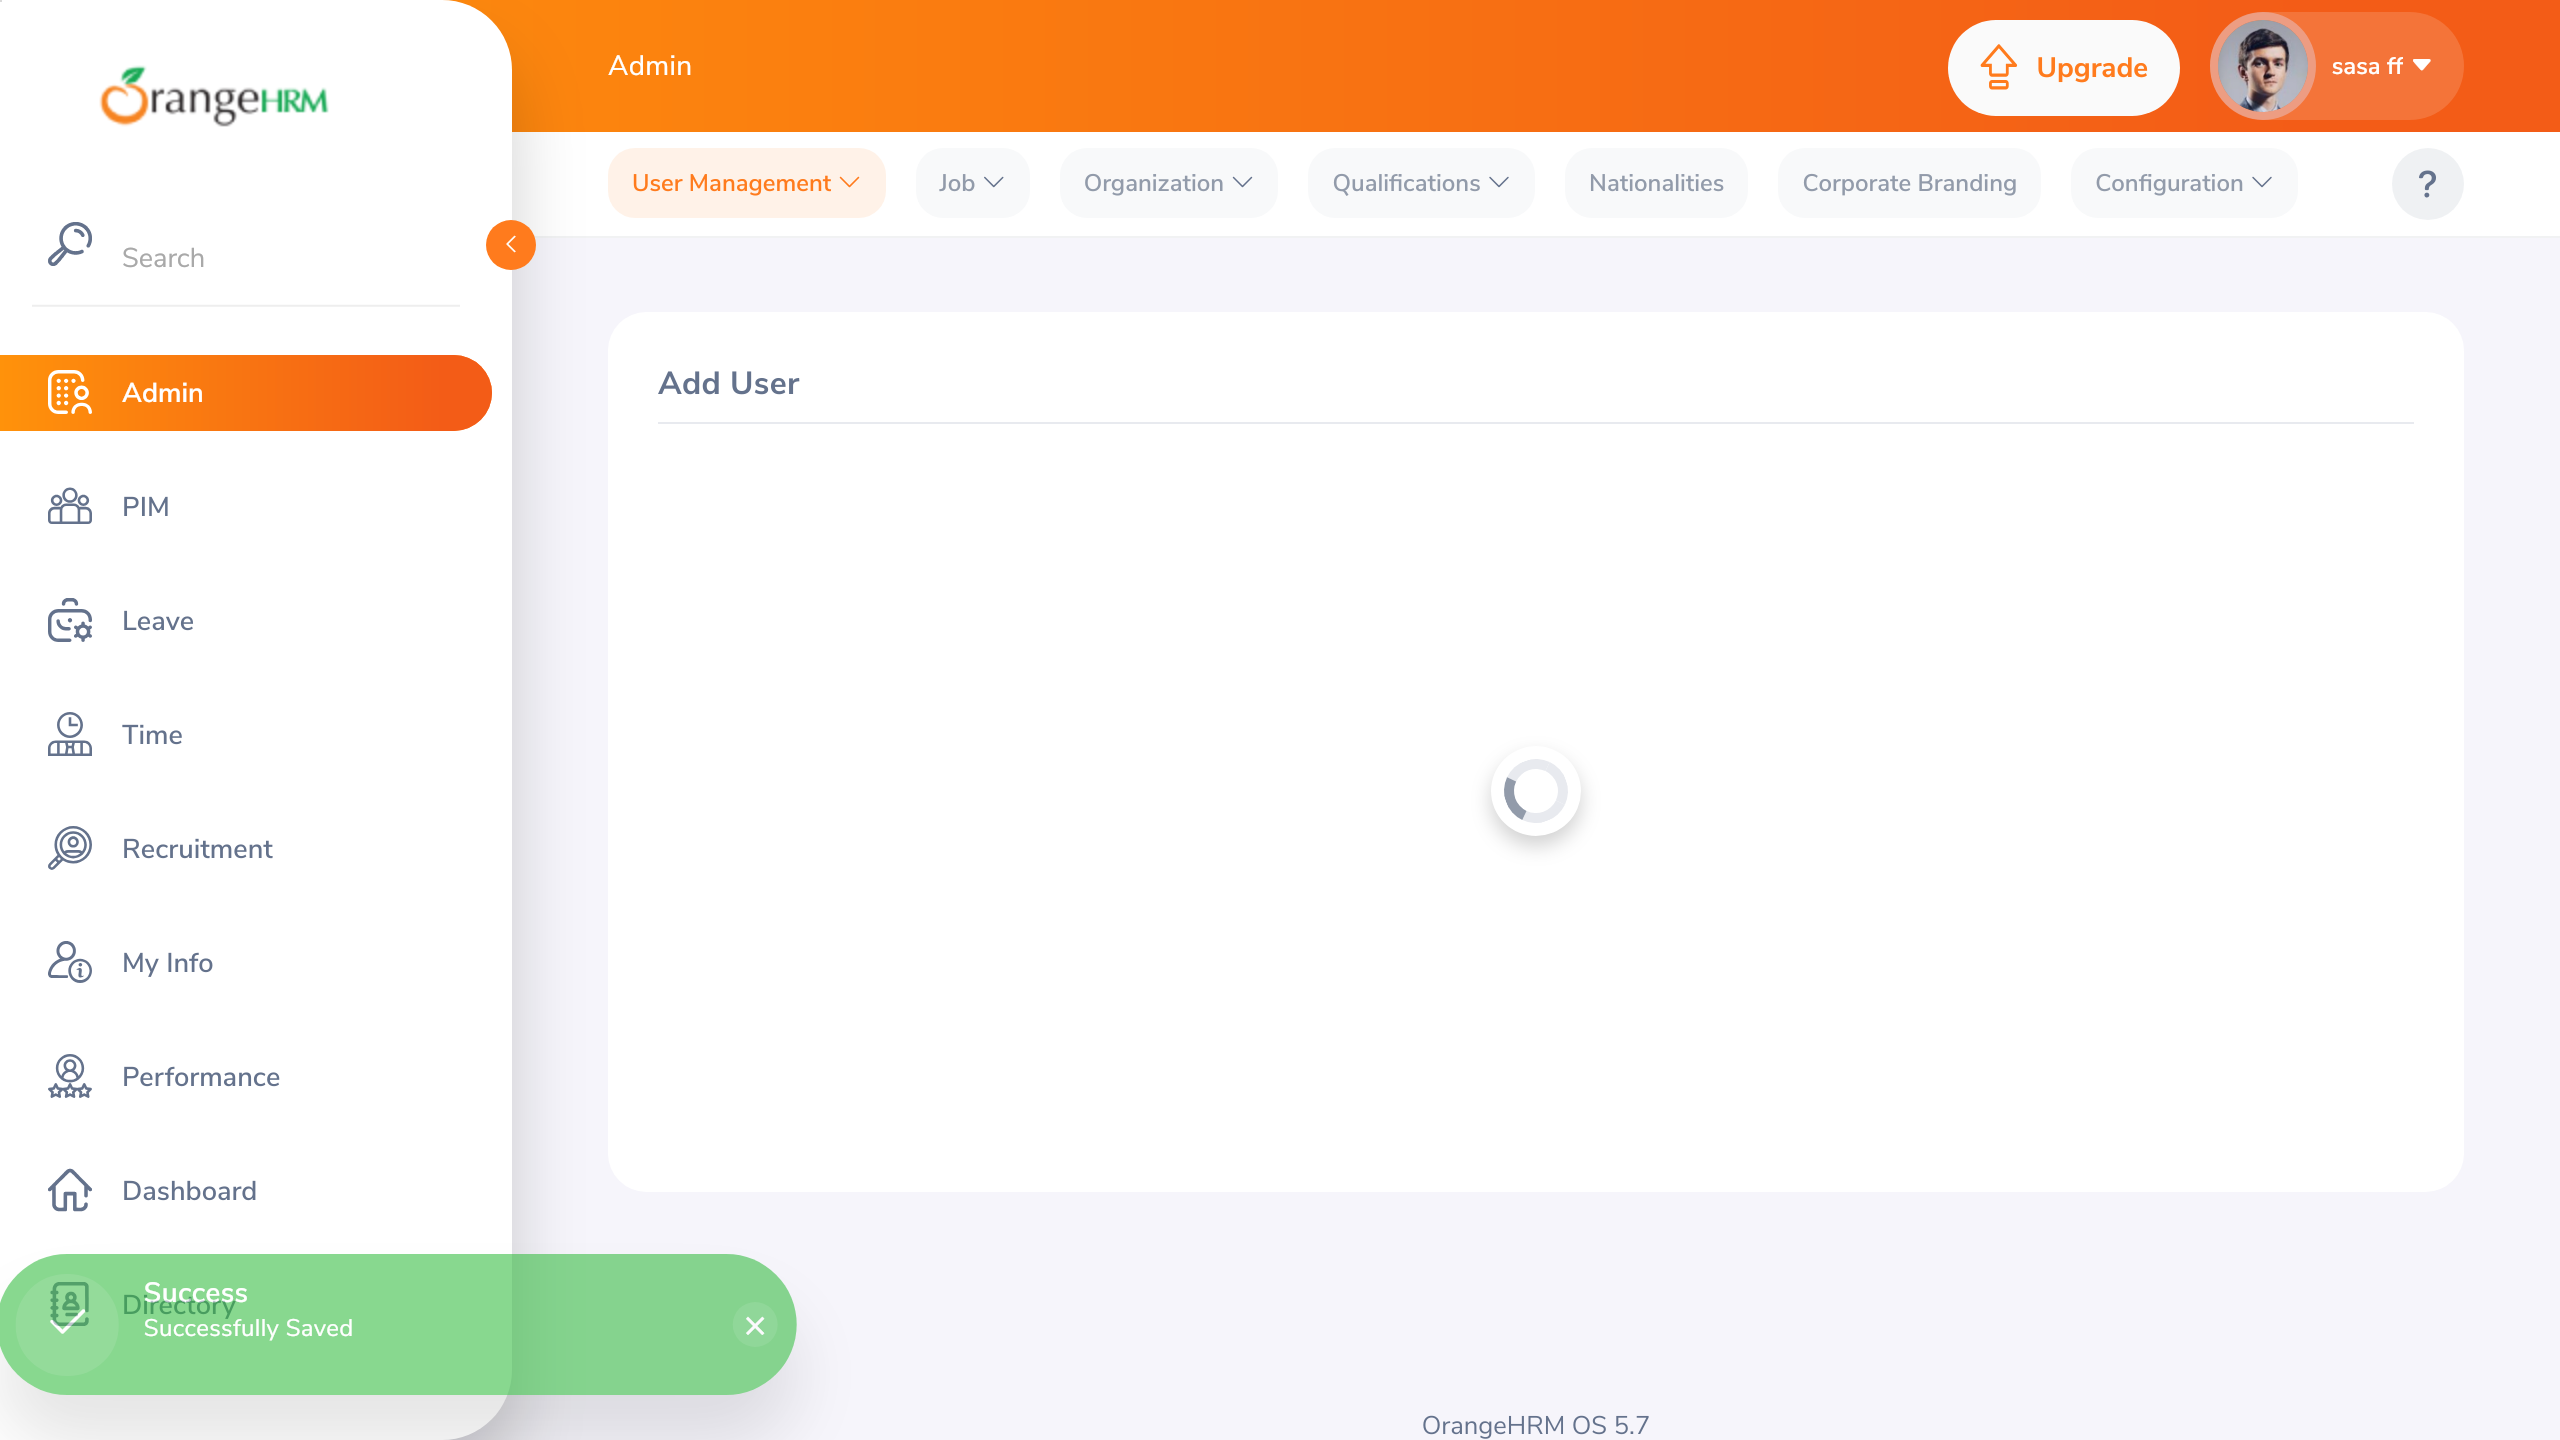 OrangeHRM
Admin
Upgrade
sasa ff
User Management
Job
Organization
Qualifications
Nationalities
Corporate Branding
Configuration
?
Search
Admin
PIM
Leave
Time
Recruitment
My Info
Performance
Dashboard
Directory
Add User
Success
Successfully Saved
OrangeHRM OS 5.7